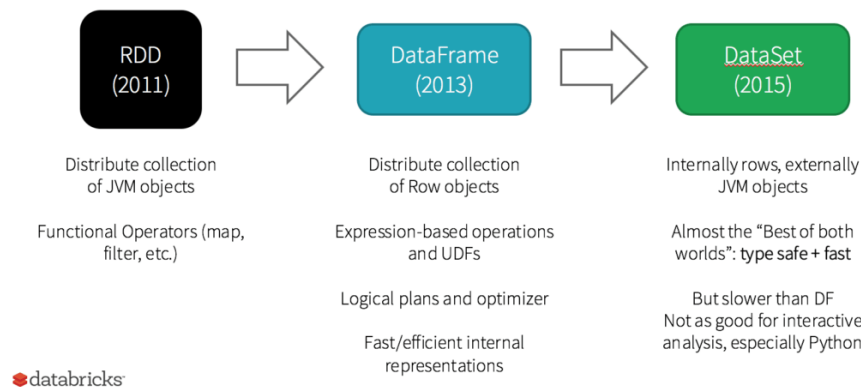 RDD
(2011)
DataFrame
(2013)
DataSet
(2015)
Distribute collection
of JVM objects
Functional Operators (map,
filter, etc.)
Distribute collection
of Row objects
Expression-based operations
and UDFs
Logical plans and optimizer
Fast/efficient internal
representations
Internally rows, externally
JVM objects
Almost the “Best of both
worlds”: type safe + fast
But slower than DF
Not as good for interactive
analysis, especially Python
databricks